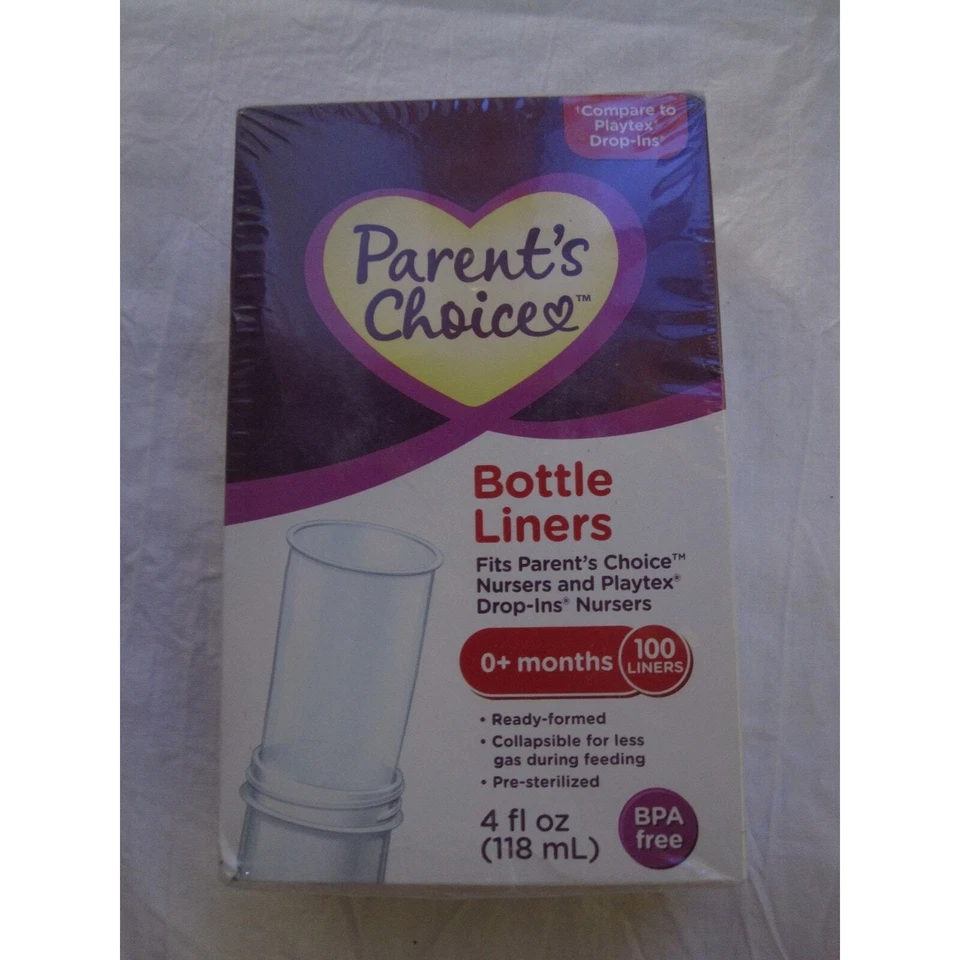 †Compare to
Playtex®
Drop-Ins®
Parent's
Choice™
Bottle
Liners
Fits Parent's Choice™
Nursers and Playtex®
Drop-Ins® Nursers
0+ months
100
LINERS
• Ready-formed
• Collapsible for less
gas during feeding
• Pre-sterilized
4 fl oz
(118 mL)
BPA
free